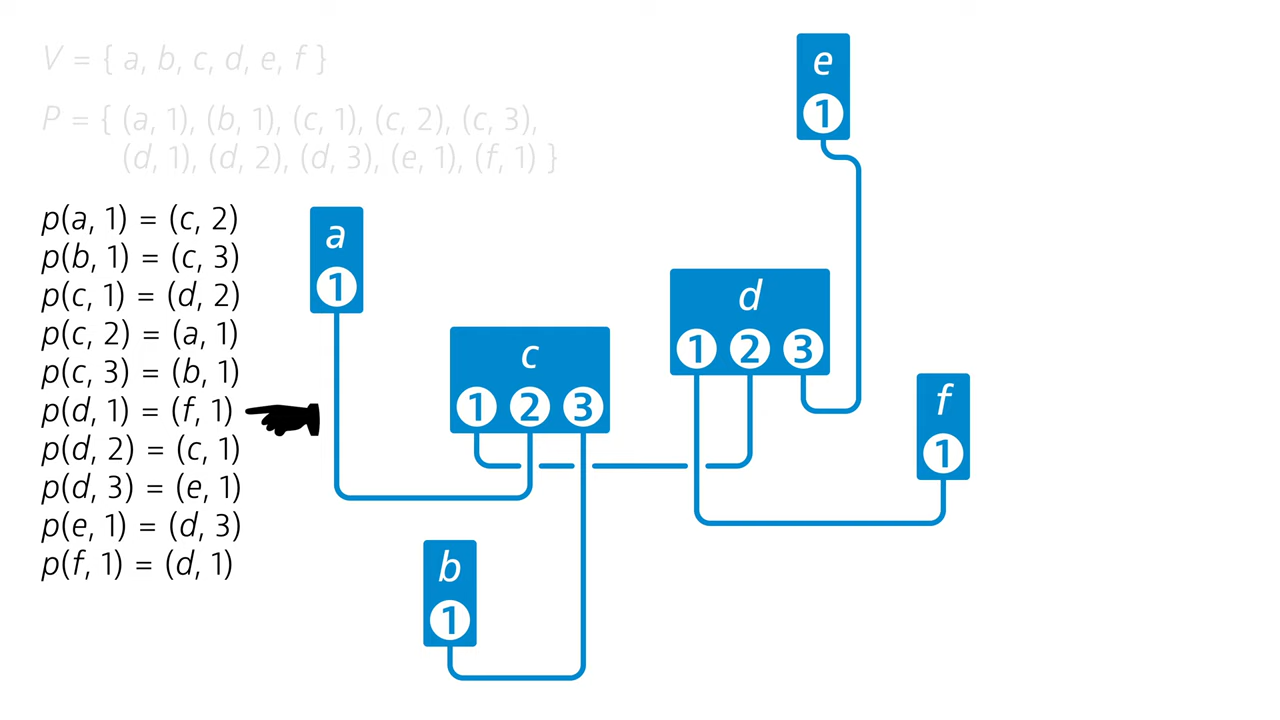 V = { a, b, c, d, e, f }
P = { (a, 1), (b, 1), (c, 1), (c, 2), (c, 3),
(d, 1), (d, 2), (d, 3), (e, 1), (f, 1) }
p(a, 1) = (c, 2)
p(b, 1) = (c, 3)
p(c, 1) = (d, 2)
p(c, 2) = (a, 1)
p(c, 3) = (b, 1)
p(d, 1) = (f, 1)
p(d, 2) = (c, 1)
p(d, 3) = (e, 1)
p(e, 1) = (d, 3)
p(f, 1) = (d, 1)
a
1
b
1
c
1 2 3
d
1 2 3
e
1
f
1